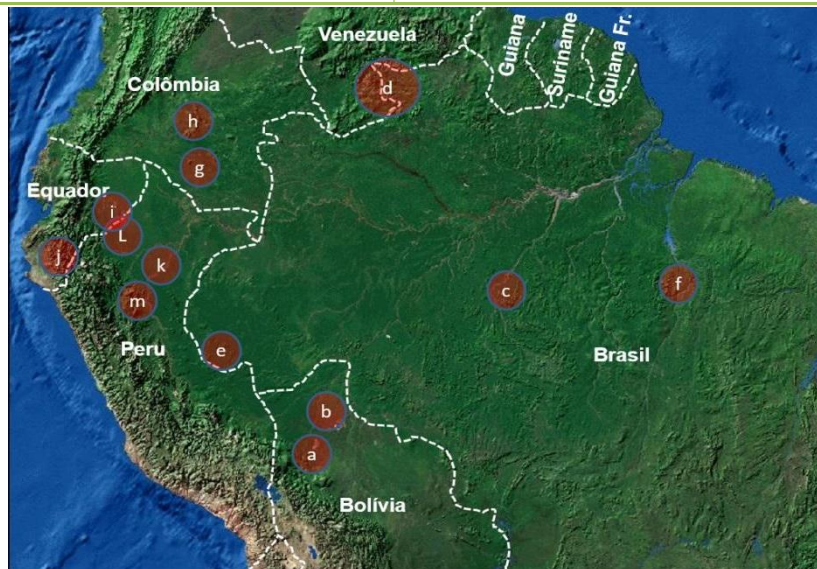 Venezuela
Guiana
Suriname
Guiana Fr.
Colômbia
d
h
g
Equador
i
L
j
k
c
f
m
Peru
e
Brasil
b
a
Bolívia